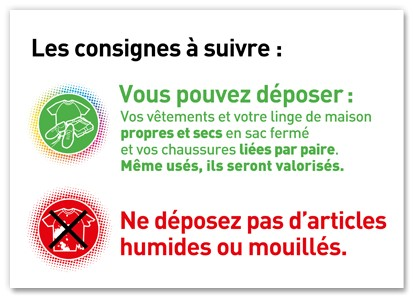 Les consignes à suivre :
Vous pouvez déposer :
Vos vêtements et votre linge de maison
propres et secs en sac fermé
et vos chaussures liées par paire.
Même usés, ils seront valorisés.
Ne déposez pas d'articles
humides ou mouillés.